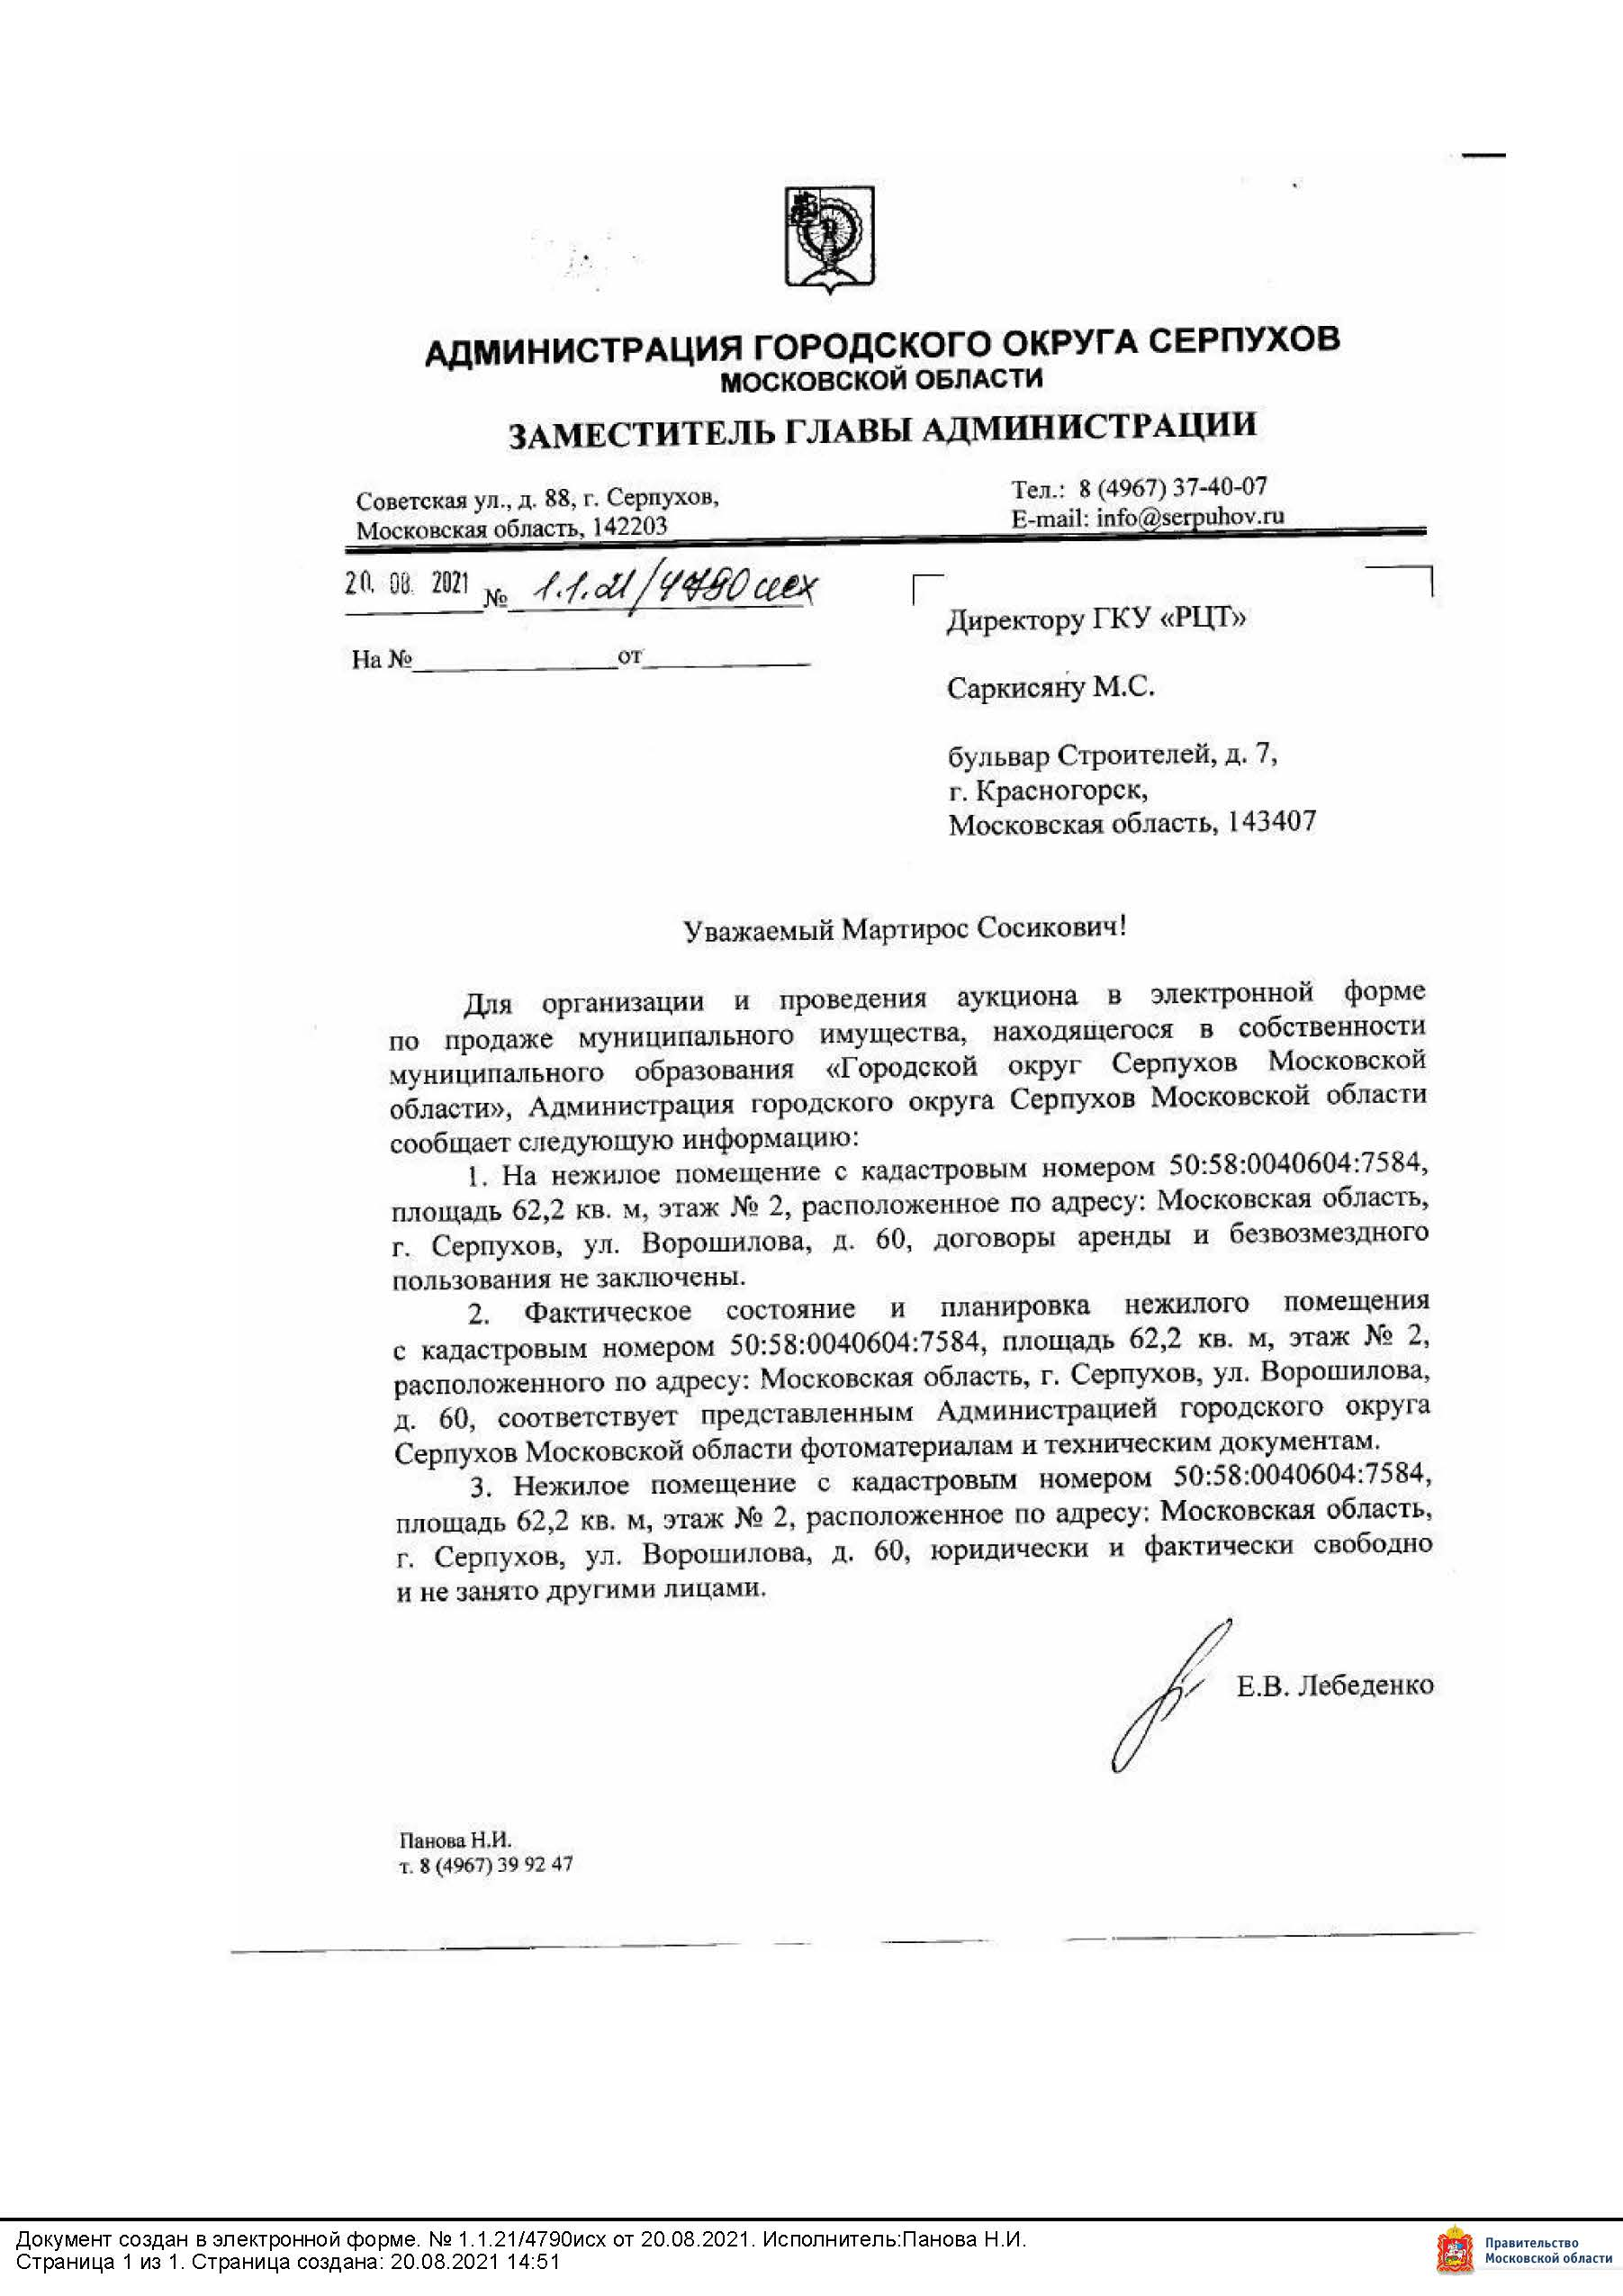 АДМИНИСТРАЦИЯ ГОРОДСКОГО ОКРУГА СЕРПУХОВ
МОСКОВСКОЙ ОБЛАСТИ
ЗАМЕСТИТЕЛЬ ГЛАВЫ АДМИНИСТРАЦИИ
Советская ул., д. 88, г. Серпухов,
Московская область, 142203
Тел.: 8 (4967) 37-40-07
E-mail: info@serpuhov.ru
20. 08. 2021 № 1.1.21/4790исх
На № от
Директору ГКУ «РЦТ»
Саркисяну М.С.
бульвар Строителей, д. 7,
г. Красногорск,
Московская область, 143407
Уважаемый Мартирос Сосикович!
Для организации и проведения аукциона в электронной форме
по продаже муниципального имущества, находящегося в собственности
муниципального образования «Городской округ Серпухов Московской
области», Администрация городского округа Серпухов Московской области
сообщает следующую информацию:
1. На нежилое помещение с кадастровым номером 50:58:0040604:7584,
площадь 62,2 кв. м, этаж № 2, расположенное по адресу: Московская область,
г. Серпухов, ул. Ворошилова, д. 60, договоры аренды и безвозмездного
пользования не заключены.
2. Фактическое состояние и планировка нежилого помещения
с кадастровым номером 50:58:0040604:7584, площадь 62,2 кв. м, этаж № 2,
расположенного по адресу: Московская область, г. Серпухов, ул. Ворошилова,
д. 60, соответствует представленным Администрацией городского округа
Серпухов Московской области фотоматериалам и техническим документам.
3. Нежилое помещение с кадастровым номером 50:58:0040604:7584,
площадь 62,2 кв. м, этаж № 2, расположенное по адресу: Московская область,
г. Серпухов, ул. Ворошилова, д. 60, юридически и фактически свободно
и не занято другими лицами.
Е.В. Лебеденко
Панова Н.И.
т. 8 (4967) 39 92 47
Документ создан в электронной форме. № 1.1.21/4790исх от 20.08.2021. Исполнитель:Панова Н.И.
Страница 1 из 1. Страница создана: 20.08.2021 14:51
Правительство
Московской области